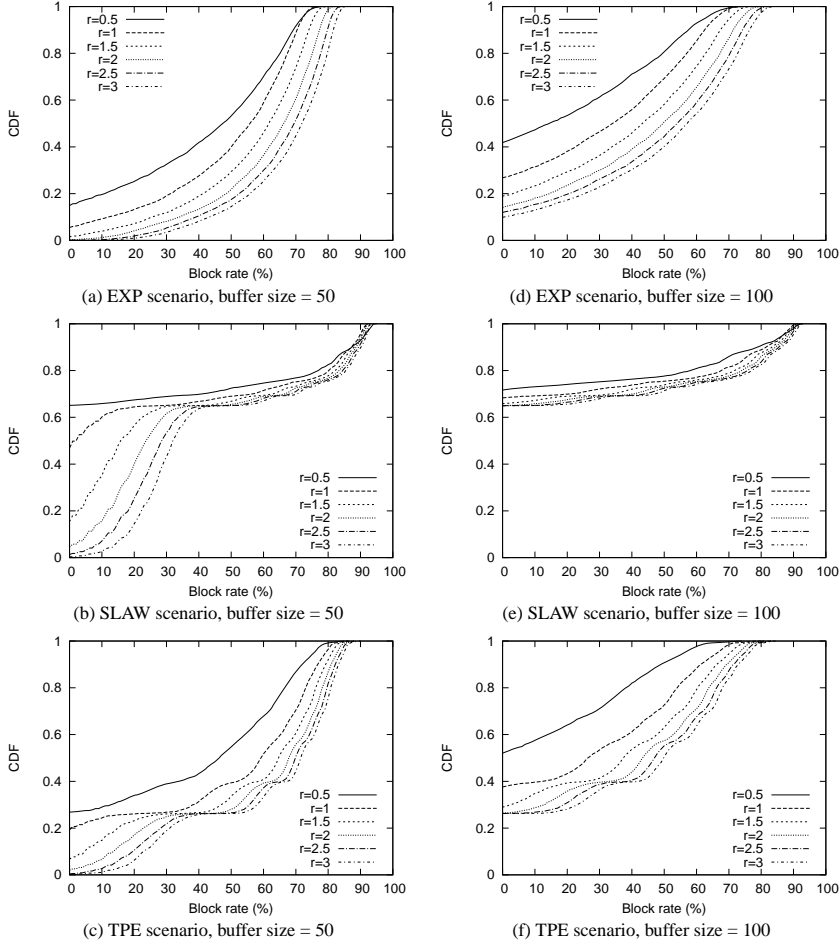 1
0.8
0.6
0.4
0.2
0
CDF
0 10 20 30 40 50 60 70 80 90 100
Block rate (%)
r=0.5
r=1
r=1.5
r=2
r=2.5
r=3
(a) EXP scenario, buffer size = 50
1
0.8
0.6
0.4
0.2
0
CDF
0 10 20 30 40 50 60 70 80 90 100
Block rate (%)
r=0.5
r=1
r=1.5
r=2
r=2.5
r=3
(d) EXP scenario, buffer size = 100
1
0.8
0.6
0.4
0.2
0
CDF
0 10 20 30 40 50 60 70 80 90 100
Block rate (%)
r=0.5
r=1
r=1.5
r=2
r=2.5
r=3
(b) SLAW scenario, buffer size = 50
1
0.8
0.6
0.4
0.2
0
CDF
0 10 20 30 40 50 60 70 80 90 100
Block rate (%)
r=0.5
r=1
r=1.5
r=2
r=2.5
r=3
(e) SLAW scenario, buffer size = 100
1
0.8
0.6
0.4
0.2
0
CDF
0 10 20 30 40 50 60 70 80 90 100
Block rate (%)
r=0.5
r=1
r=1.5
r=2
r=2.5
r=3
(c) TPE scenario, buffer size = 50
1
0.8
0.6
0.4
0.2
0
CDF
0 10 20 30 40 50 60 70 80 90 100
Block rate (%)
r=0.5
r=1
r=1.5
r=2
r=2.5
r=3
(f) TPE scenario, buffer size = 100